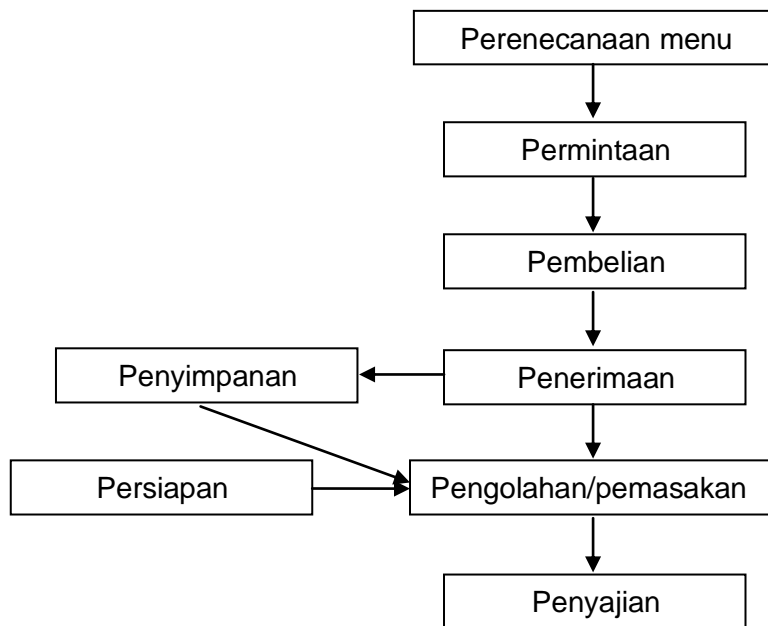 Perenecanaan menu
Permintaan
Pembelian
Penyimpanan
Penerimaan
Persiapan
Pengolahan/pemasakan
Penyajian